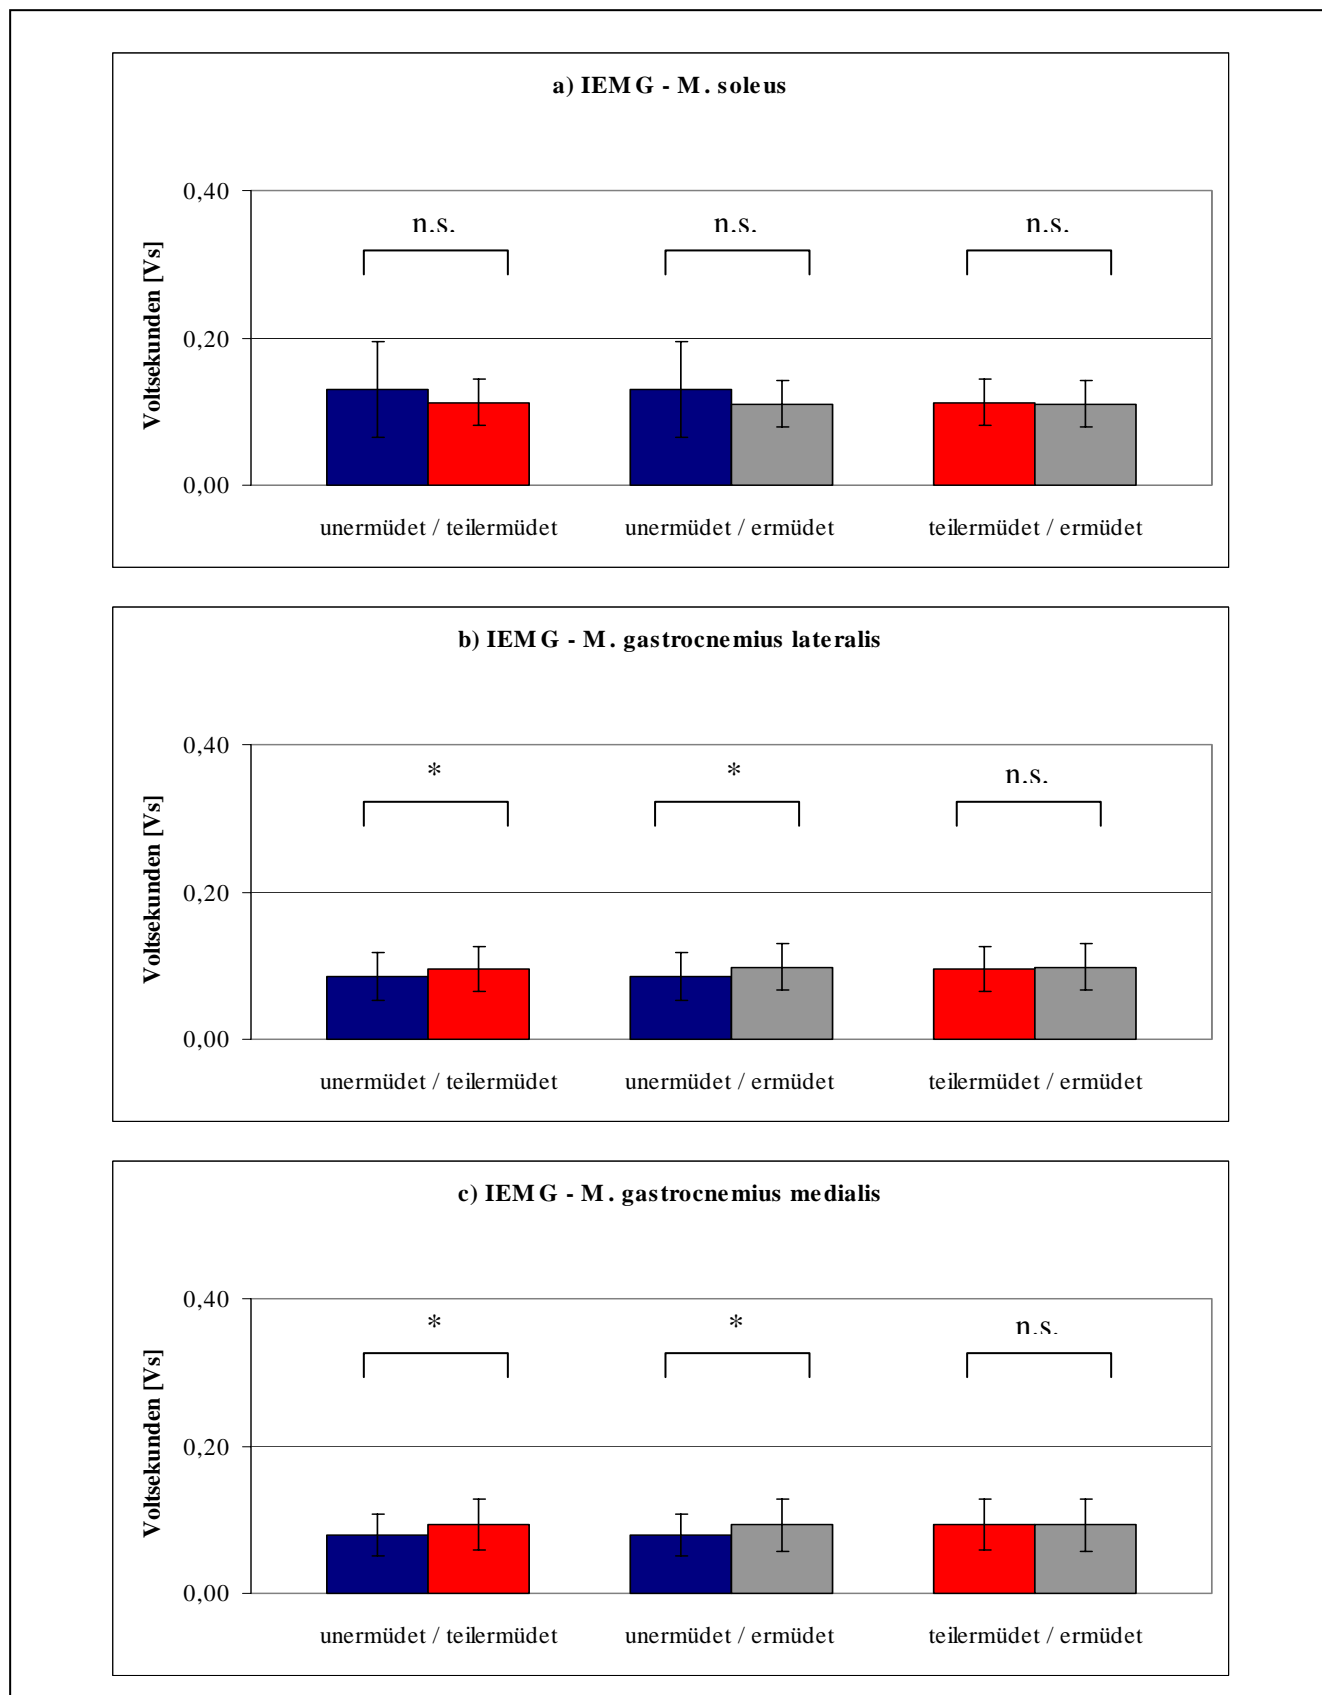 a) IEMG - M. soleus
Voltsekunden [Vs]
0,40
n.s. n.s. n.s.
0,20
0,00
unermüdet / teilermüdet unermüdet / ermüdet teilermüdet / ermüdet
b) IEMG - M. gastrocnemius lateralis
Voltsekunden [Vs]
0,40
* * n.s.
0,20
0,00
unermüdet / teilermüdet unermüdet / ermüdet teilermüdet / ermüdet
c) IEMG - M. gastrocnemius medialis
Voltsekunden [Vs]
0,40
* * n.s.
0,20
0,00
unermüdet / teilermüdet unermüdet / ermüdet teilermüdet / ermüdet